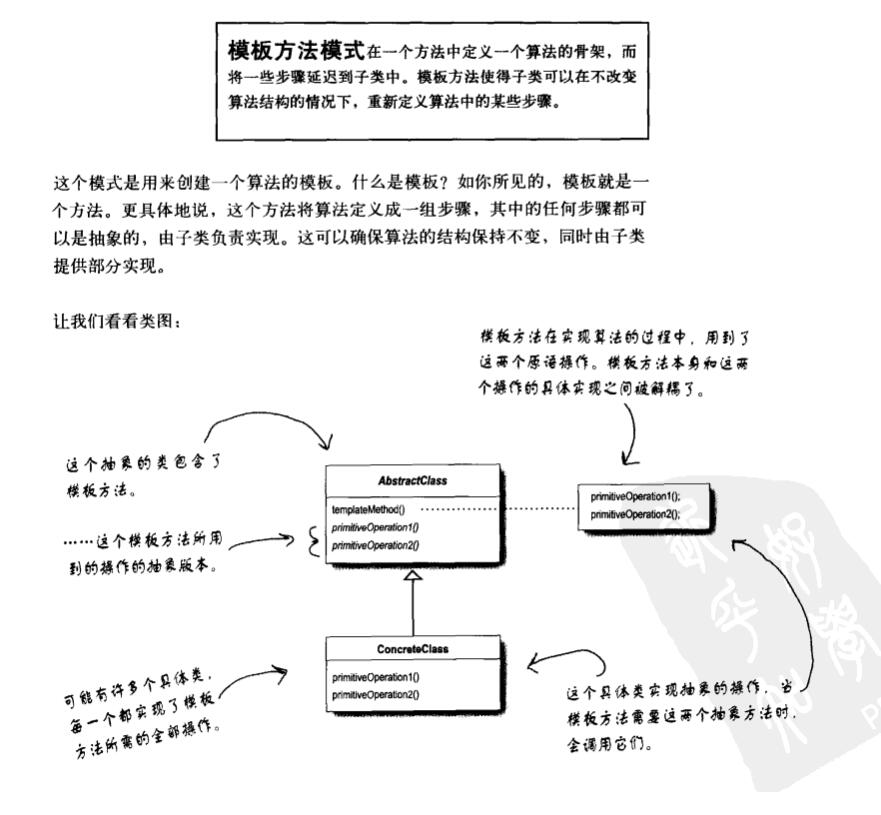 模板方法模式在一个方法中定义一个算法的骨架，而
将一些步骤延迟到子类中。模板方法使得子类可以在不改变
算法结构的情况下，重新定义算法中的某些步骤。
这个模式是用来创建一个算法的模板。什么是模板？如你所见的，模板就是一
个方法。更具体地说，这个方法将算法定义成一组步骤，其中的任何步骤都可
以是抽象的，由子类负责实现。这可以确保算法的结构保持不变，同时由子类
提供部分实现。
让我们看看类图：
模板方法在实现算法的过程中，用到了
这两个原语操作。模板方法本身和这两
个操作的具体实现之间被解耦了。
这个抽象的类包含了
模板方法。
AbstractClass
templateMethod()
primitiveOperation1()
primitiveOperation2()
primitiveOperation1();
primitiveOperation2();
……这个模板方法所用
到的操作的抽象版本。
ConcreteClass
primitiveOperation1()
primitiveOperation2()
可能有许多个具体类，
每一个都实现了模板
方法所需的全部操作。
这个具体类实现抽象的操作，当
模板方法需要这两个抽象方法时，
会调用它们。